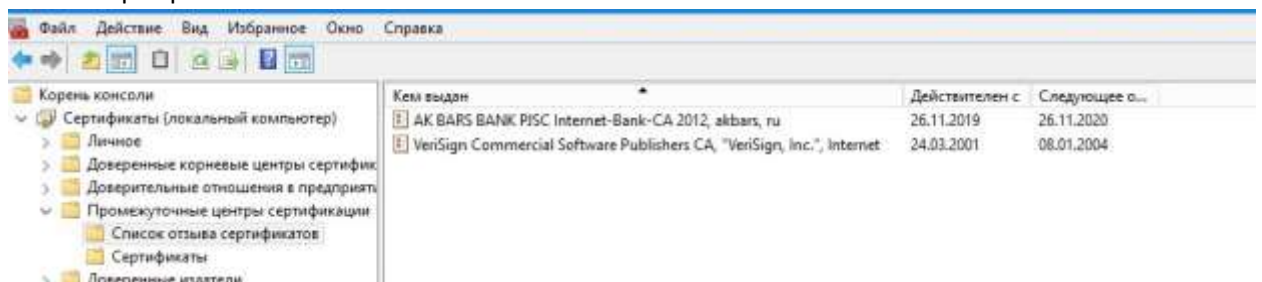 Файл Действие Вид Избранное Окно Справка
Корень консоли
Сертификаты (локальный компьютер)
Личное
Доверенные корневые центры сертифик
Доверительные отношения в предприят
Промежуточные центры сертификации
Список отзыва сертификатов
Сертификаты
Доверенные издатели
Кем выдан Действителен с Следующее о...
AK BARS BANK PJSC Internet-Bank-CA 2012, akbars, ru 26.11.2019 26.11.2020
VeriSign Commercial Software Publishers CA, "VeriSign, Inc.", Internet 24.03.2001 08.01.2004